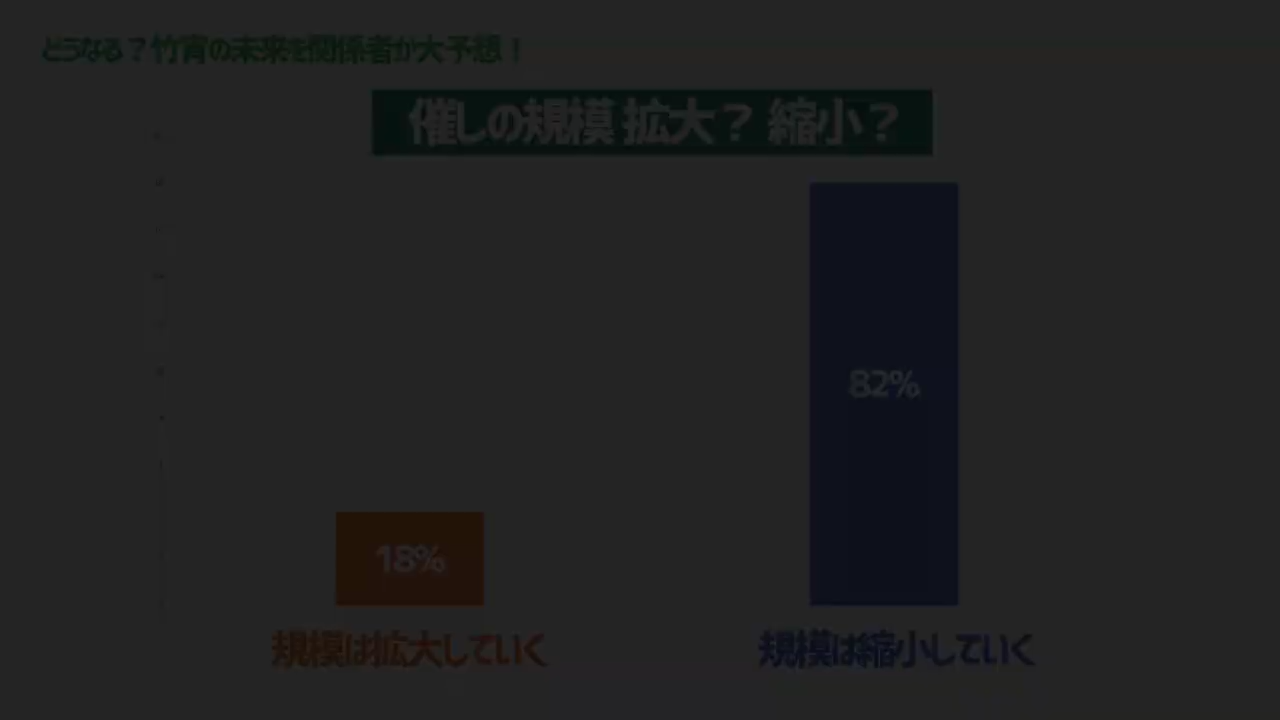 どうなる？竹宵の未来を関係者が大予想！
催しの規模 拡大？ 縮小？
82%
18%
規模は拡大していく
規模は縮小していく